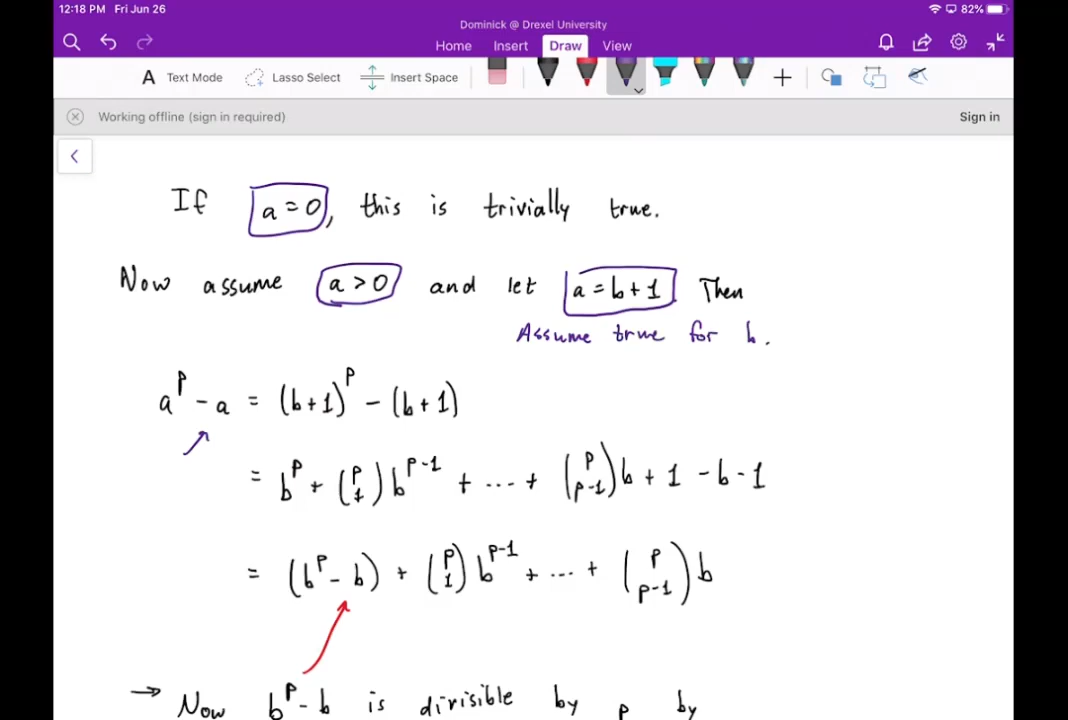 12:18 PM Fri Jun 26 82%
Dominick @ Drexel University
Home Insert Draw View
A Text Mode Lasso Select Insert Space
Working offline (sign in required) Sign in
If a = 0, this is trivially true.
Now assume a > 0 and let a = b + 1 Then
Assume true for b.
a^p - a = (b+1)^p - (b+1)
= b^p + (p 1) b^{p-1} + ... + (p p-1) b + 1 - b - 1
= (b^p - b) + (p 1) b^{p-1} + ... + (p p-1) b
→ Now b^p - b is divisible by p by